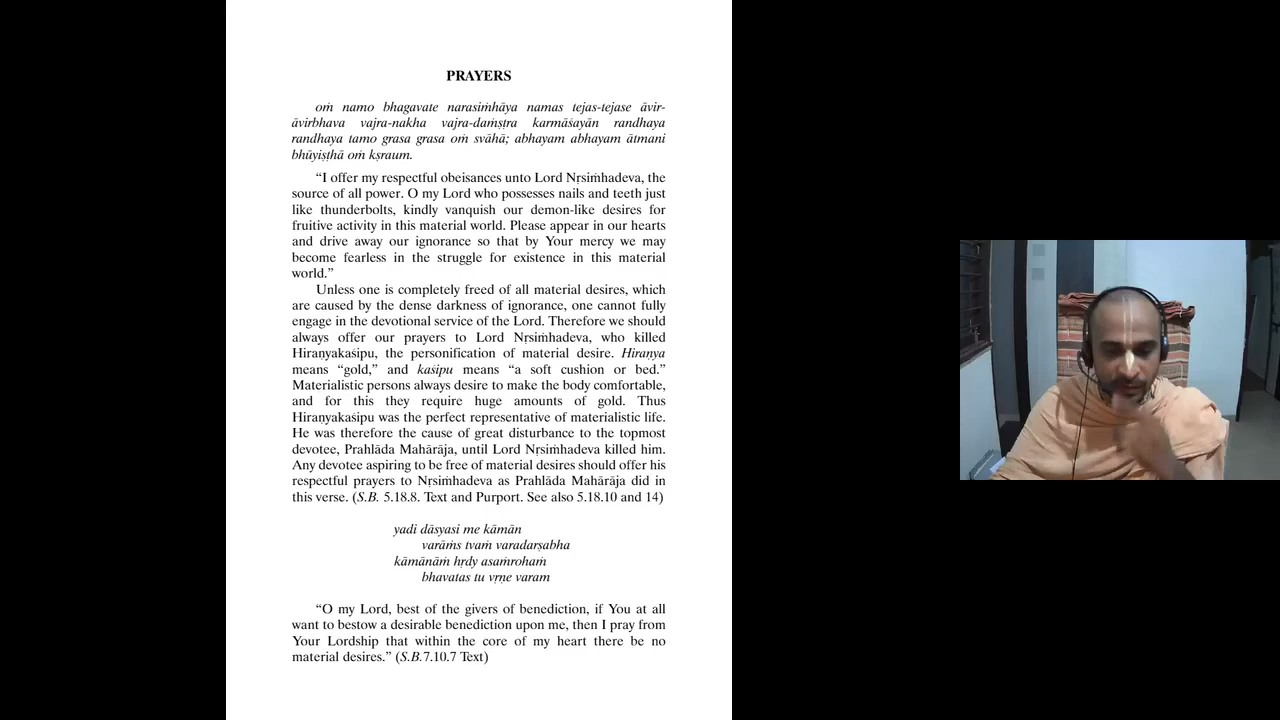 PRAYERS
oṁ namo bhagavate narasiṁhāya namas tejas-tejase āvir-
āvirbhava vajra-nakha vajra-daṁṣṭra karmāśayān randhaya
randhaya tamo grasa grasa oṁ svāhā; abhayam abhayam ātmani
bhūyiṣṭhā oṁ kṣraum.
“I offer my respectful obeisances unto Lord Nṛsiṁhadeva, the
source of all power. O my Lord who possesses nails and teeth just
like thunderbolts, kindly vanquish our demon-like desires for
fruitive activity in this material world. Please appear in our hearts
and drive away our ignorance so that by Your mercy we may
become fearless in the struggle for existence in this material
world.”
Unless one is completely freed of all material desires, which
are caused by the dense darkness of ignorance, one cannot fully
engage in the devotional service of the Lord. Therefore we should
always offer our prayers to Lord Nṛsiṁhadeva, who killed
Hiraṇyakaśipu, the personification of material desire. Hiraṇya
means “gold,” and kaśipu means “a soft cushion or bed.”
Materialistic persons always desire to make the body comfortable,
and for this they require huge amounts of gold. Thus
Hiraṇyakaśipu was the perfect representative of materialistic life.
He was therefore the cause of great disturbance to the topmost
devotee, Prahlāda Mahārāja, until Lord Nṛsiṁhadeva killed him.
Any devotee aspiring to be free of material desires should offer his
respectful prayers to Nṛsiṁhadeva as Prahlāda Mahārāja did in
this verse. (S.B. 5.18.8. Text and Purport. See also 5.18.10 and 14)
yadi dāsyasi me kāmān
varāṁs tvaṁ varadarṣabha
kāmānāṁ hṛdy asaṁrohaṁ
bhavatas tu vṛṇe varam
“O my Lord, best of the givers of benediction, if You at all
want to bestow a desirable benediction upon me, then I pray from
Your Lordship that within the core of my heart there be no
material desires.” (S.B.7.10.7 Text)